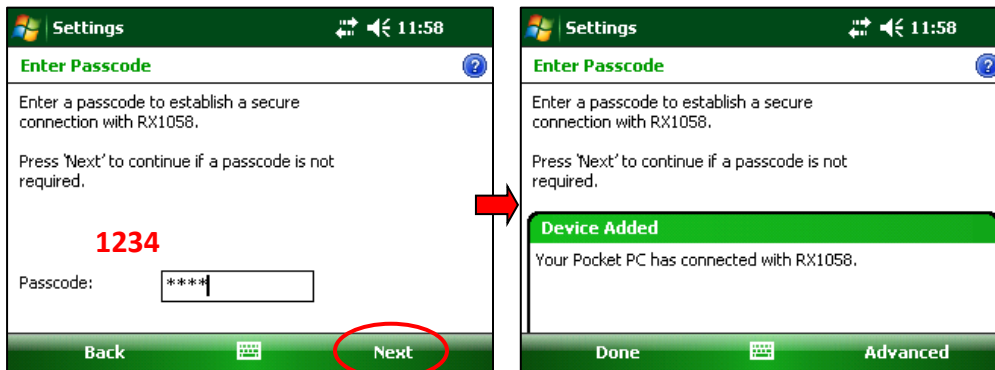 Settings 11:58
Enter Passcode
Enter a passcode to establish a secure
connection with RX1058.
Press 'Next' to continue if a passcode is not
required.
1234
Passcode: ****
Back Next
Settings 11:58
Enter Passcode
Enter a passcode to establish a secure
connection with RX1058.
Press 'Next' to continue if a passcode is not
required.
Device Added
Your Pocket PC has connected with RX1058.
Done Advanced